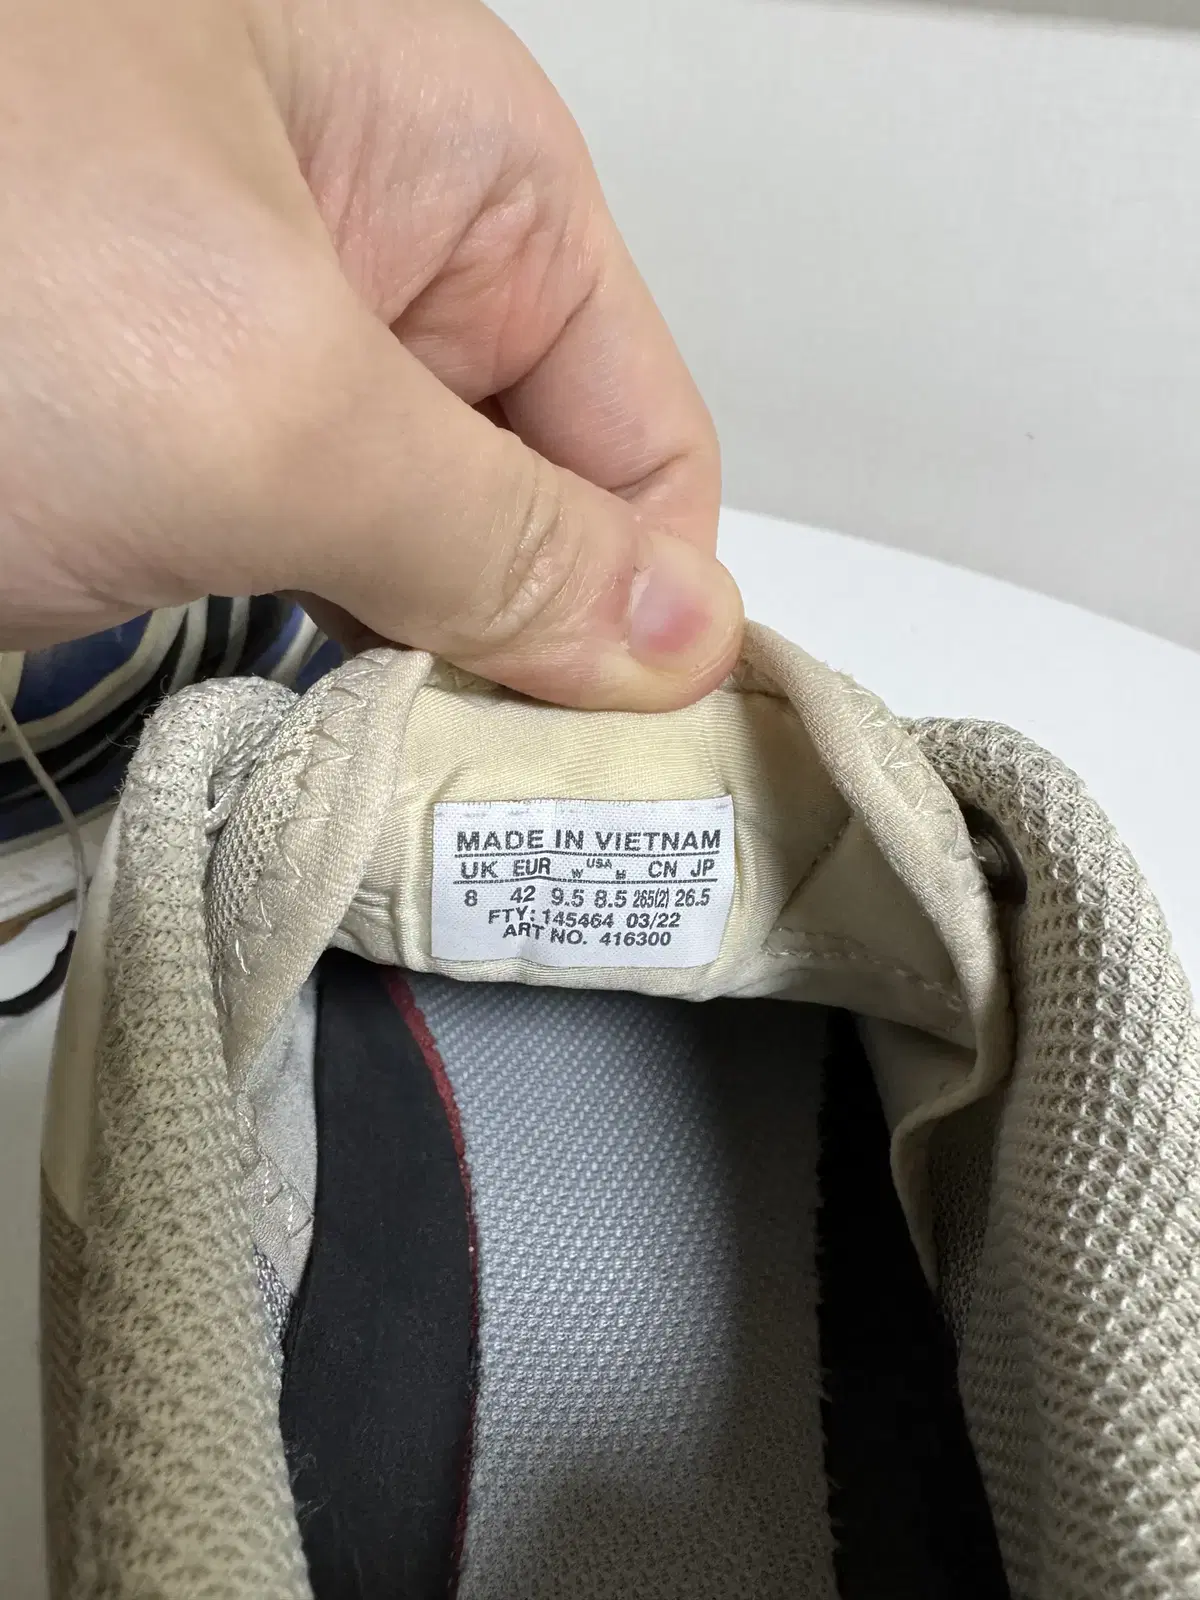 MADE IN VIETNAM
UK EUR W USA M CN JP
8 42 9.5 8.5 265(2) 26.5
FTY: 145464 03/22
ART NO. 416300